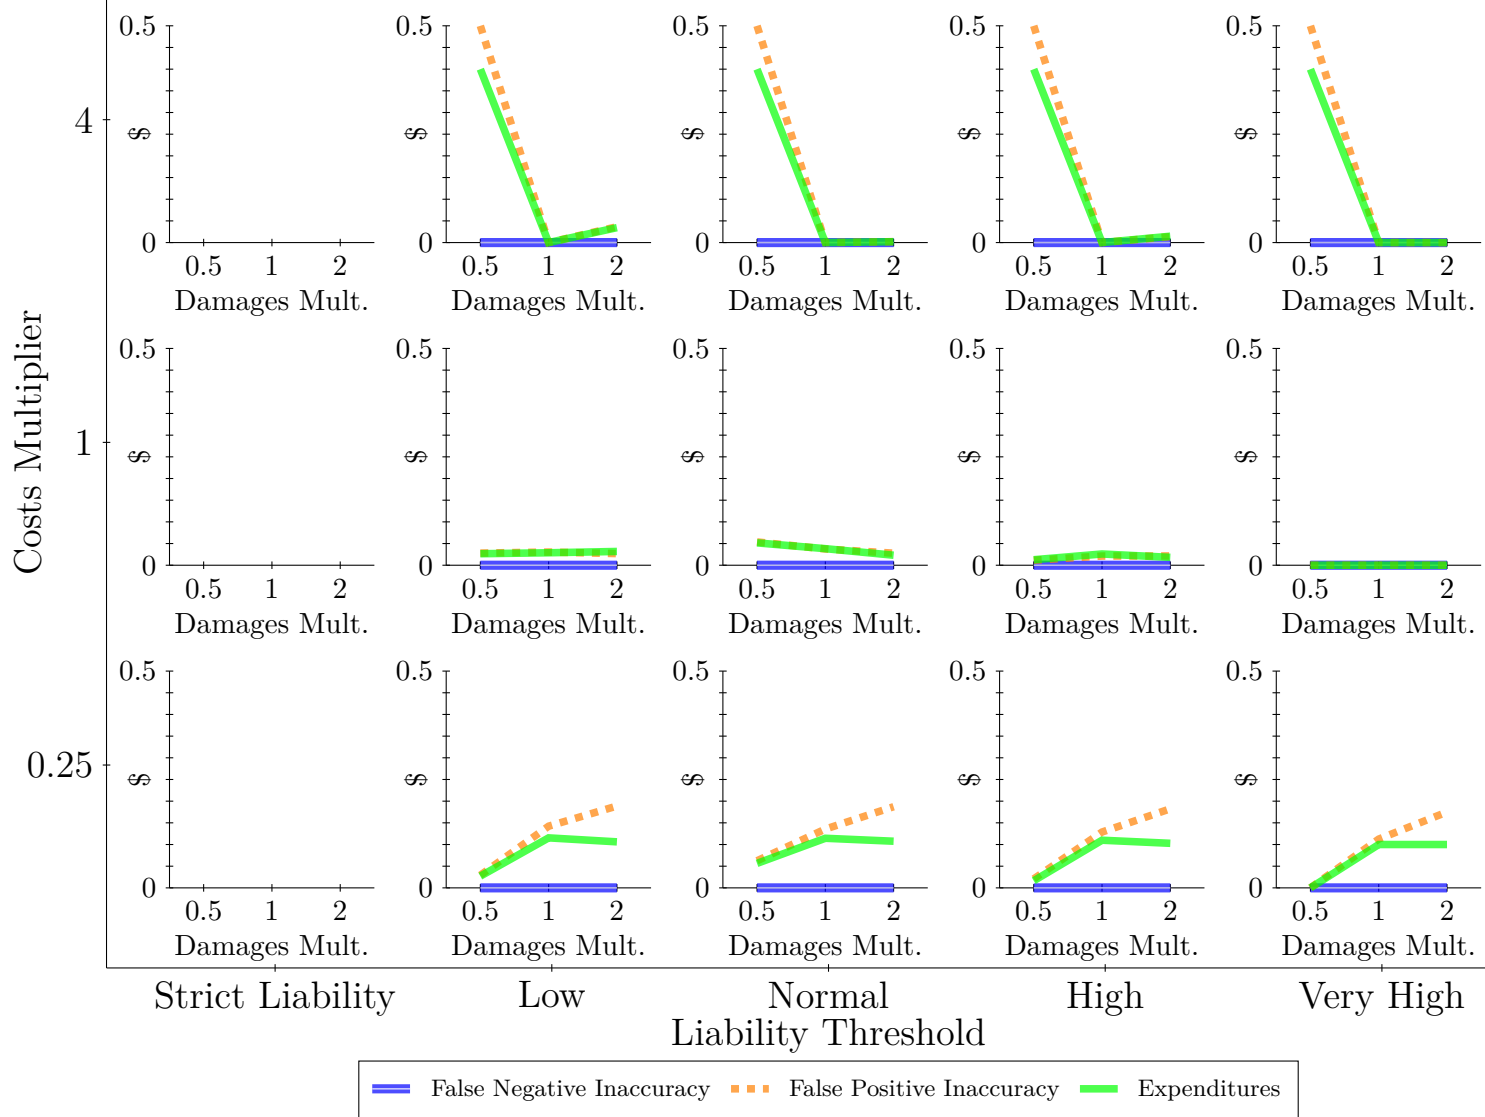 0.5 0.5 0.5 0.5 0.5
4 $ $ $ $ $
0 0 0 0 0
0.5 1 2 0.5 1 2 0.5 1 2 0.5 1 2 0.5 1 2
Damages Mult. Damages Mult. Damages Mult. Damages Mult. Damages Mult.
Costs Multiplier
0.5 0.5 0.5 0.5 0.5
1 $ $ $ $ $
0 0 0 0 0
0.5 1 2 0.5 1 2 0.5 1 2 0.5 1 2 0.5 1 2
Damages Mult. Damages Mult. Damages Mult. Damages Mult. Damages Mult.
0.5 0.5 0.5 0.5 0.5
0.25 $ $ $ $ $
0 0 0 0 0
0.5 1 2 0.5 1 2 0.5 1 2 0.5 1 2 0.5 1 2
Damages Mult. Damages Mult. Damages Mult. Damages Mult. Damages Mult.
Strict Liability Low Normal High Very High
Liability Threshold
False Negative Inaccuracy False Positive Inaccuracy Expenditures